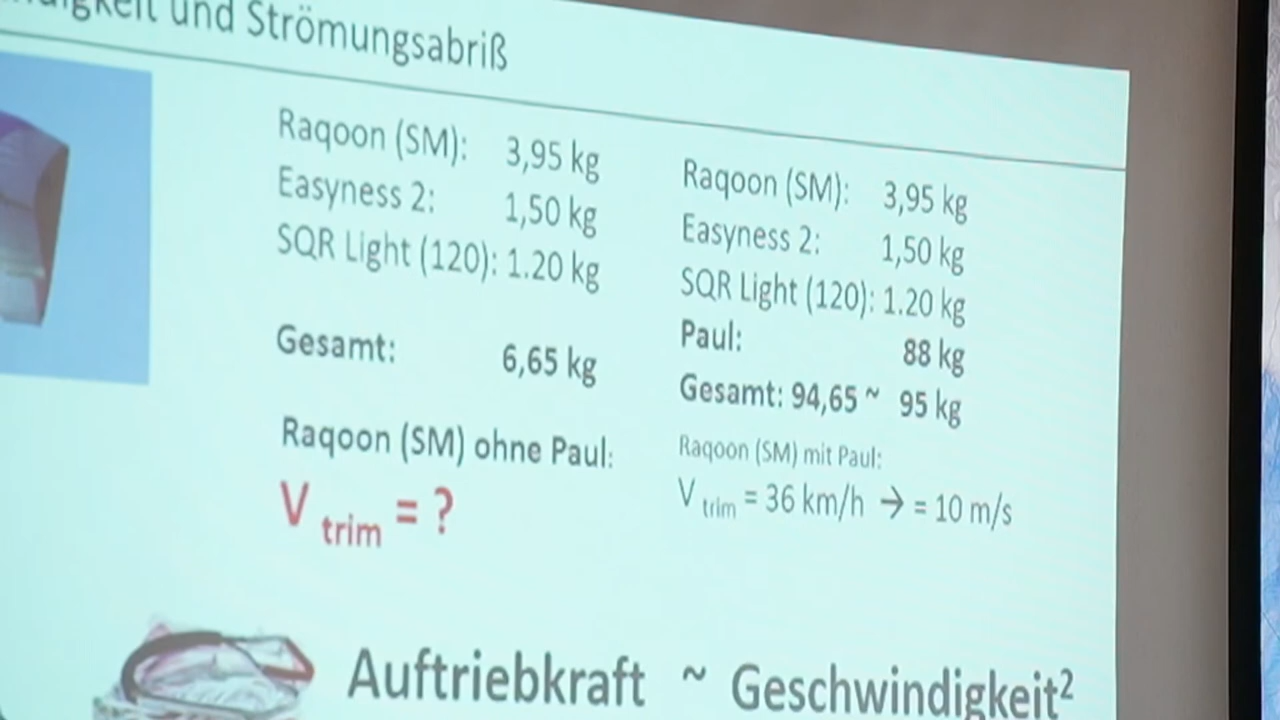 und Strömungsabriß
Raqoon (SM): 3,95 kg
Easyness 2: 1,50 kg
SQR Light (120): 1.20 kg
Gesamt: 6,65 kg
Raqoon (SM) ohne Paul:
V trim = ?
Raqoon (SM): 3,95 kg
Easyness 2: 1,50 kg
SQR Light (120): 1.20 kg
Paul: 88 kg
Gesamt: 94,65 ~ 95 kg
Raqoon (SM) mit Paul:
V trim = 36 km/h → = 10 m/s
Auftriebkraft ~ Geschwindigkeit²